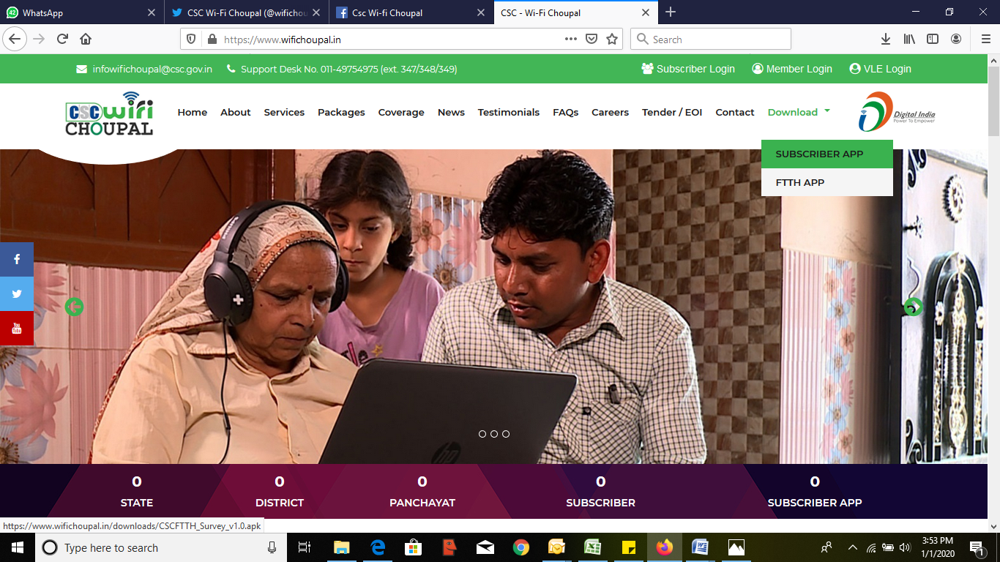 42
WhatsApp
CSC Wi-Fi Choupal (@wifichou
Csc Wi-fi Choupal
CSC - Wi-Fi Choupal
https://www.wifichoupal.in
Search
infowifichoupal@csc.gov.in
Support Desk No. 011-49754975 (ext. 347/348/349)
Subscriber Login
Member Login
VLE Login
CSC wifi
CHOUPAL
Home
About
Services
Packages
Coverage
News
Testimonials
FAQs
Careers
Tender / EOI
Contact
Download
Digital India
Power To Empower
SUBSCRIBER APP
FTTH APP
You
Tube
hp
0
STATE
0
DISTRICT
0
PANCHAYAT
0
SUBSCRIBER
0
SUBSCRIBER APP
https://www.wifichoupal.in/downloads/CSCFTTH_Survey_v1.0.apk
Type here to search
3:53 PM
1/1/2020
1